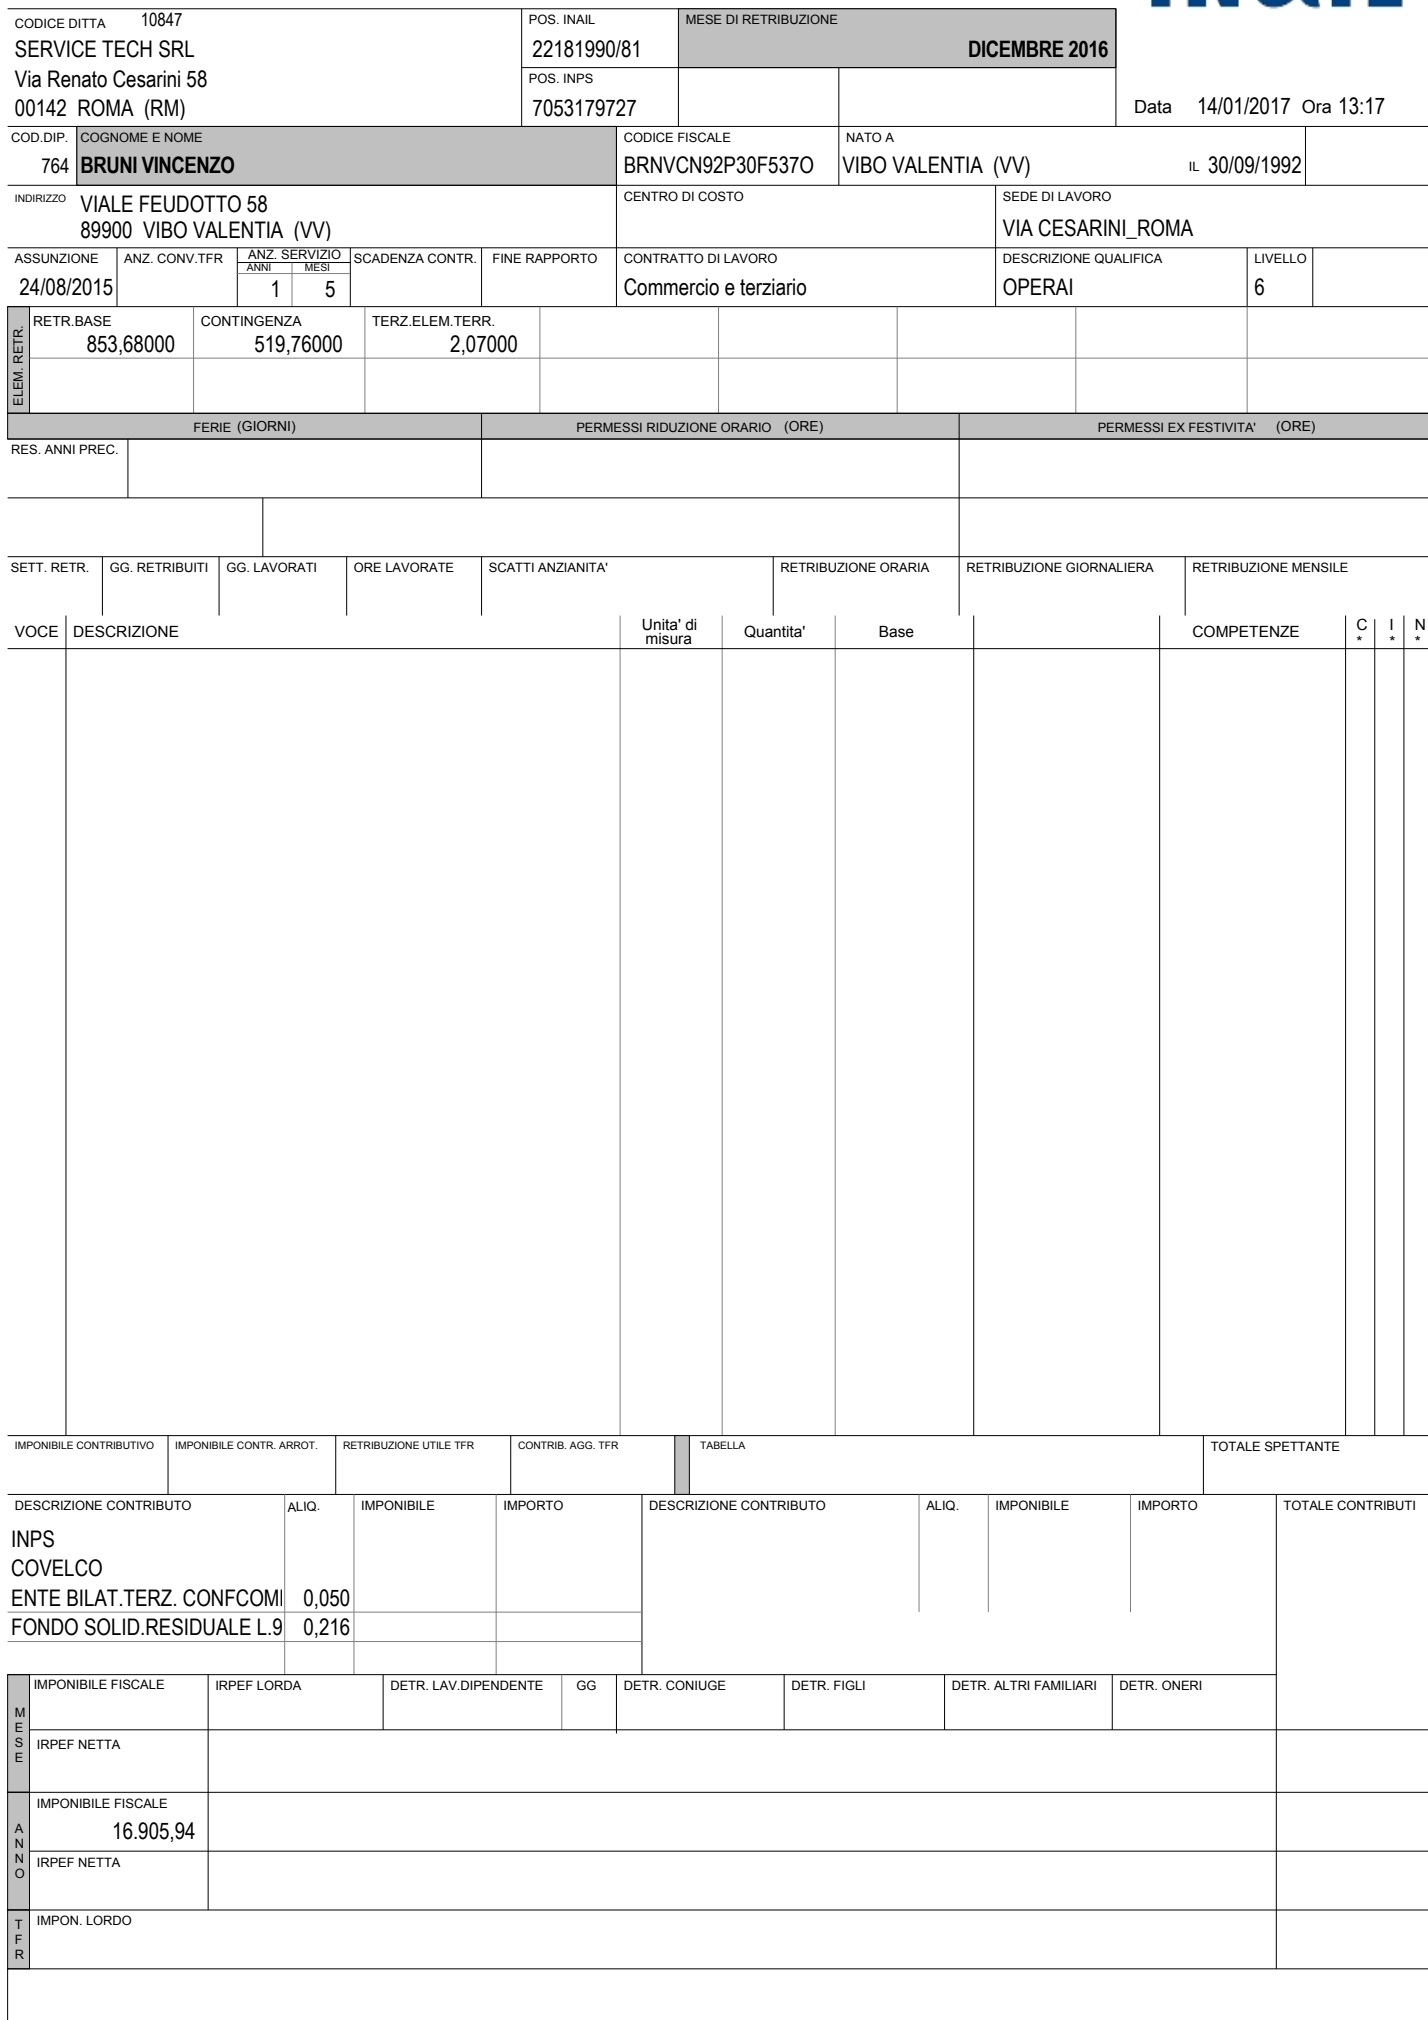 CODICE DITTA 10847 POS. INAIL MESE DI RETRIBUZIONE
SERVICE TECH SRL 22181990/81 DICEMBRE 2016
Via Renato Cesarini 58 POS. INPS
00142 ROMA (RM) 7053179727 Data 14/01/2017 Ora 13:17
COD.DIP. COGNOME E NOME CODICE FISCALE NATO A
764 BRUNI VINCENZO BRNVCN92P30F537O VIBO VALENTIA (VV) IL 30/09/1992
INDIRIZZO VIALE FEUDOTTO 58 CENTRO DI COSTO SEDE DI LAVORO
89900 VIBO VALENTIA (VV) VIA CESARINI_ROMA
ASSUNZIONE ANZ. CONV.TFR ANZ. SERVIZIO SCADENZA CONTR. FINE RAPPORTO CONTRATTO DI LAVORO DESCRIZIONE QUALIFICA LIVELLO
ANNI MESI
24/08/2015 1 5 Commercio e terziario OPERAI 6
ELEM. RETR.
RETR.BASE CONTINGENZA TERZ.ELEM.TERR.
853,68000 519,76000 2,07000
FERIE (GIORNI) PERMESSI RIDUZIONE ORARIO (ORE) PERMESSI EX FESTIVITA' (ORE)
RES. ANNI PREC.
SETT. RETR. GG. RETRIBUITI GG. LAVORATI ORE LAVORATE SCATTI ANZIANITA' RETRIBUZIONE ORARIA RETRIBUZIONE GIORNALIERA RETRIBUZIONE MENSILE
VOCE DESCRIZIONE Unita' di misura Quantita' Base COMPETENZE C * I * N *
IMPONIBILE CONTRIBUTIVO IMPONIBILE CONTR. ARROT. RETRIBUZIONE UTILE TFR CONTRIB. AGG. TFR TABELLA TOTALE SPETTANTE
DESCRIZIONE CONTRIBUTO ALIQ. IMPONIBILE IMPORTO DESCRIZIONE CONTRIBUTO ALIQ. IMPONIBILE IMPORTO TOTALE CONTRIBUTI
INPS
COVELCO
ENTE BILAT.TERZ. CONFCOM 0,050
FONDO SOLID.RESIDUALE L.9 0,216
MESE
IMPONIBILE FISCALE IRPEF LORDA DETR. LAV.DIPENDENTE GG DETR. CONIUGE DETR. FIGLI DETR. ALTRI FAMILIARI DETR. ONERI
IRPEF NETTA
ANNO
IMPONIBILE FISCALE
16.905,94
IRPEF NETTA
TFR
IMPON. LORDO